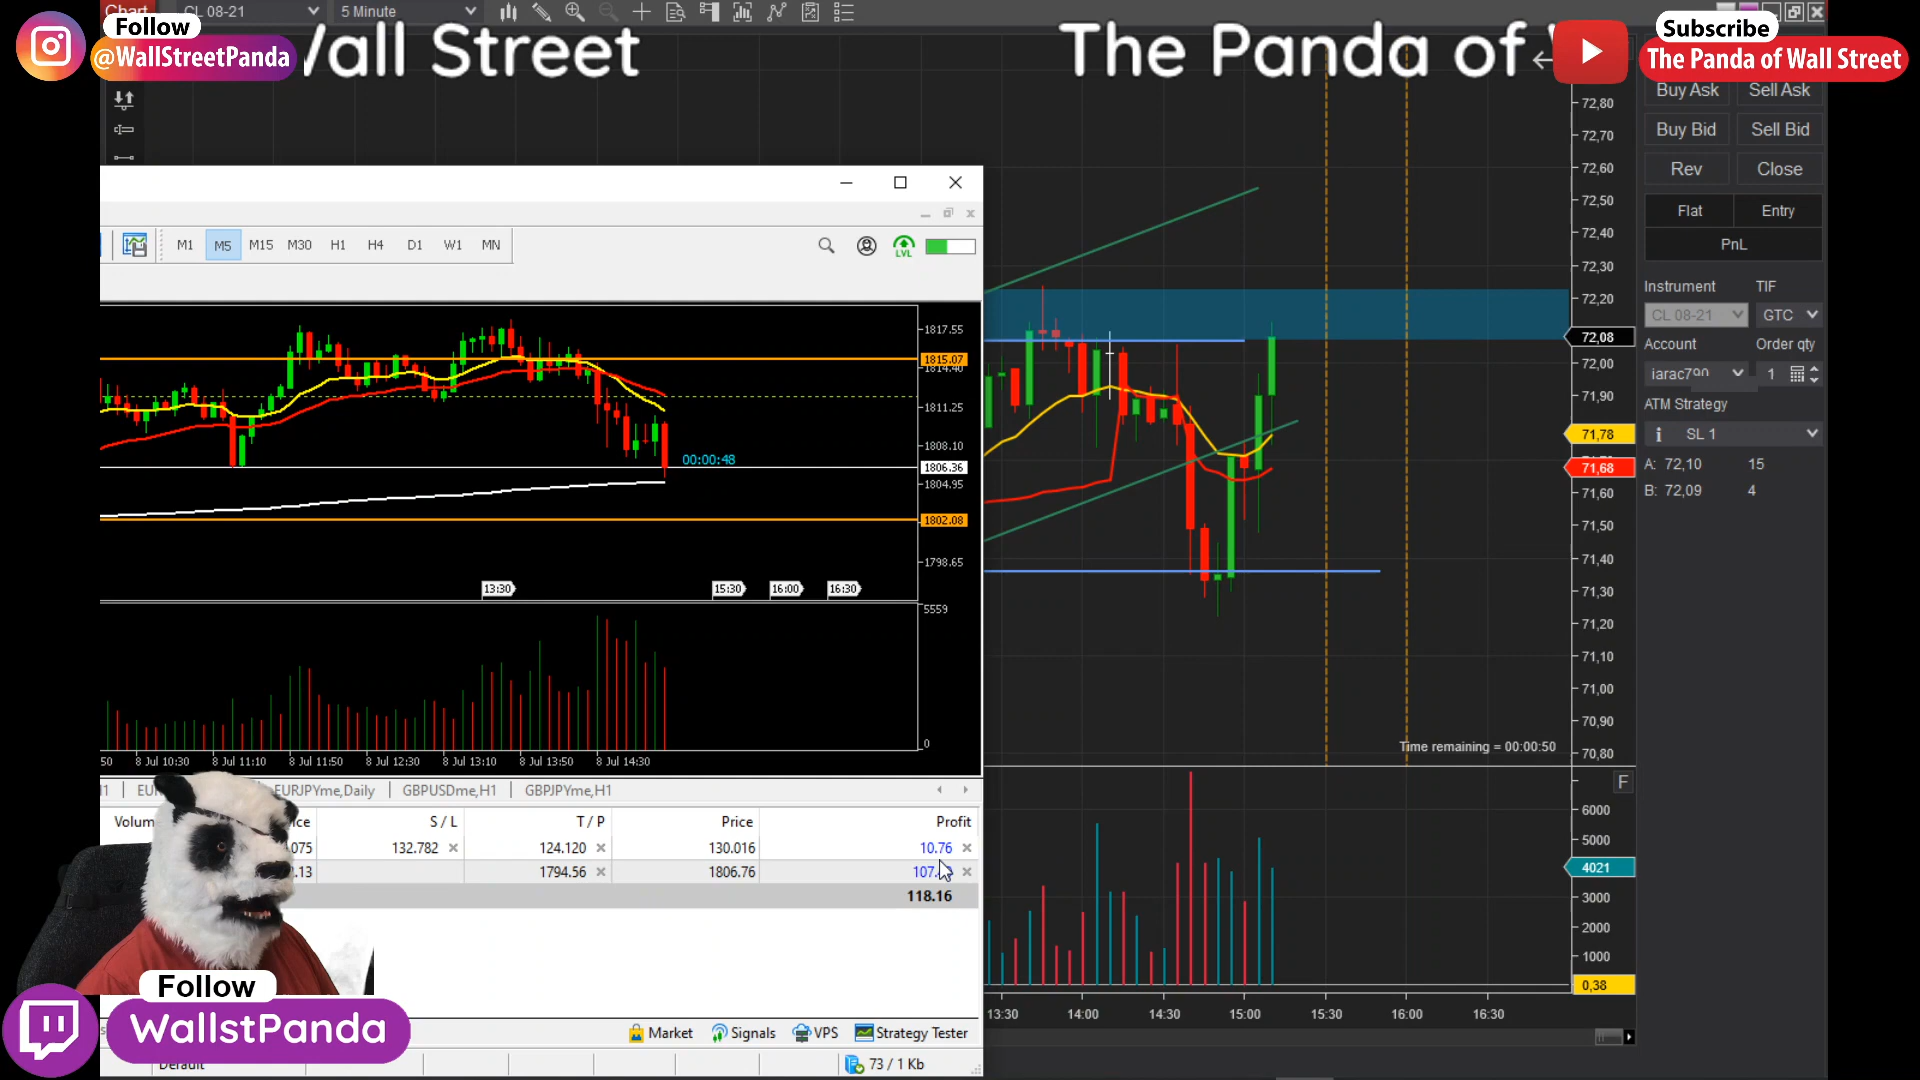 Chart
CL 08-21
5 Minute
Follow
@WallStreetPanda
Wall Street
The Panda of
Subscribe
The Panda of Wall Street
Buy Ask
Sell Ask
Buy Bid
Sell Bid
Rev
Close
Flat
Entry
PnL
Instrument
TIF
CL 08-21
GTC
Account
Order qty
1
ATM Strategy
SL 1
A: 72,10
15
B: 72,09
4
M1
M5
M15
M30
H1
H4
D1
W1
MN
LVL
1817.55
1815.07
1814.40
1811.25
1808.10
1806.36
1804.95
1802.08
1798.65
00:00:48
13:30
15:30
16:00
16:30
5559
0
50
8 Jul 10:30
8 Jul 11:10
8 Jul 11:50
8 Jul 12:30
8 Jul 13:10
8 Jul 13:50
8 Jul 14:30
72,80
72,70
72,60
72,50
72,40
72,30
72,20
72,08
72,00
71,90
71,78
71,68
71,60
71,50
71,40
71,30
71,20
71,10
71,00
70,90
70,80
Time remaining = 00:00:50
F
6000
5000
4021
3000
2000
1000
0,38
13:30
14:00
14:30
15:00
15:30
16:00
16:30
EURJPYme,Daily
GBPUSDme,H1
GBPJPYme,H1
S / L
T / P
Price
Profit
132.782
124.120
130.016
10.76
1794.56
1806.76
118.16
Follow
WallstPanda
Market
Signals
VPS
Strategy Tester
Default
73 / 1 Kb